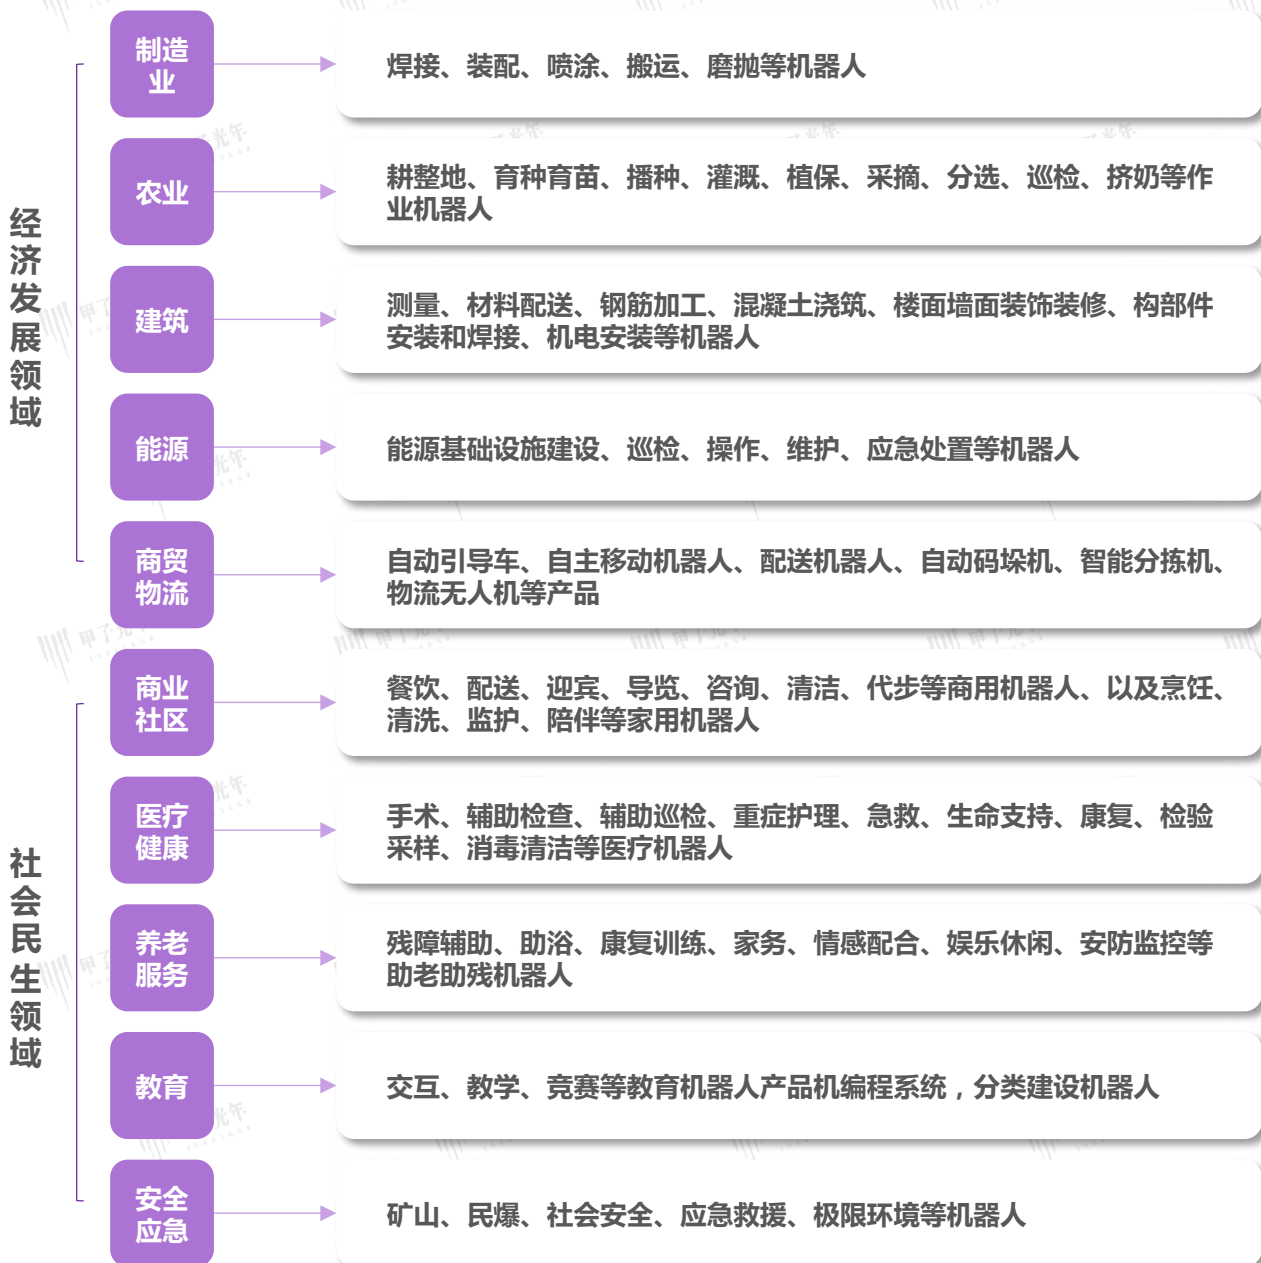 经济发展领域
制造
业
焊接、装配、喷涂、搬运、磨抛等机器人
农业
耕整地、育种育苗、播种、灌溉、植保、采摘、分选、巡检、挤奶等作
业机器人
建筑
测量、材料配送、钢筋加工、混凝土浇筑、楼面墙面装饰装修、构部件
安装和焊接、机电安装等机器人
能源
能源基础设施建设、巡检、操作、维护、应急处置等机器人
商贸
物流
自动引导车、自主移动机器人、配送机器人、自动码垛机、智能分拣机、
物流无人机等产品
社会民生领域
商业
社区
餐饮、配送、迎宾、导览、咨询、清洁、代步等商用机器人、以及烹饪、
清洗、监护、陪伴等家用机器人
医疗
健康
手术、辅助检查、辅助巡检、重症护理、急救、生命支持、康复、检验
采样、消毒清洁等医疗机器人
养老
服务
残障辅助、助浴、康复训练、家务、情感配合、娱乐休闲、安防监控等
助老助残机器人
教育
交互、教学、竞赛等教育机器人产品机编程系统，分类建设机器人
安全
应急
矿山、民爆、社会安全、应急救援、极限环境等机器人
甲子光年